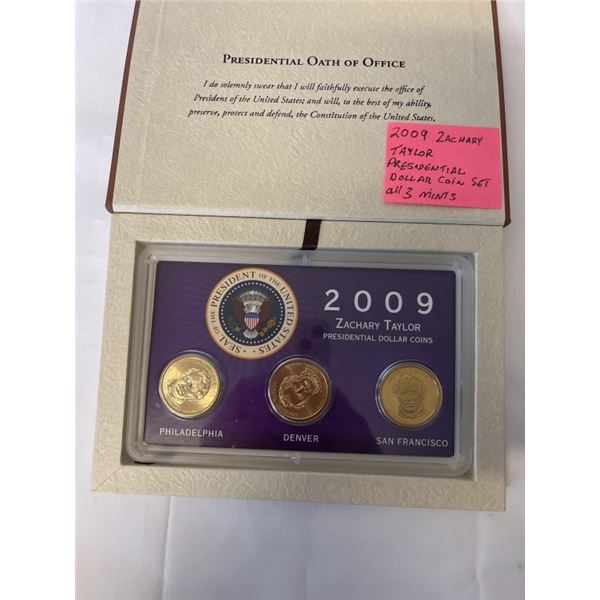 PRESIDENTIAL OATH OF OFFICE
I do solemnly swear that I will faithfully execute the office of
President of the United States; and will, to the best of my ability,
preserve, protect and defend, the Constitution of the United States.
2009 ZACHARY
TAYLOR
PRESIDENTIAL
DOLLAR COIN SET
all 3 MINTS
SEAL OF THE PRESIDENT OF THE UNITED STATES
2009
ZACHARY TAYLOR
PRESIDENTIAL DOLLAR COINS
PHILADELPHIA
DENVER
SAN FRANCISCO